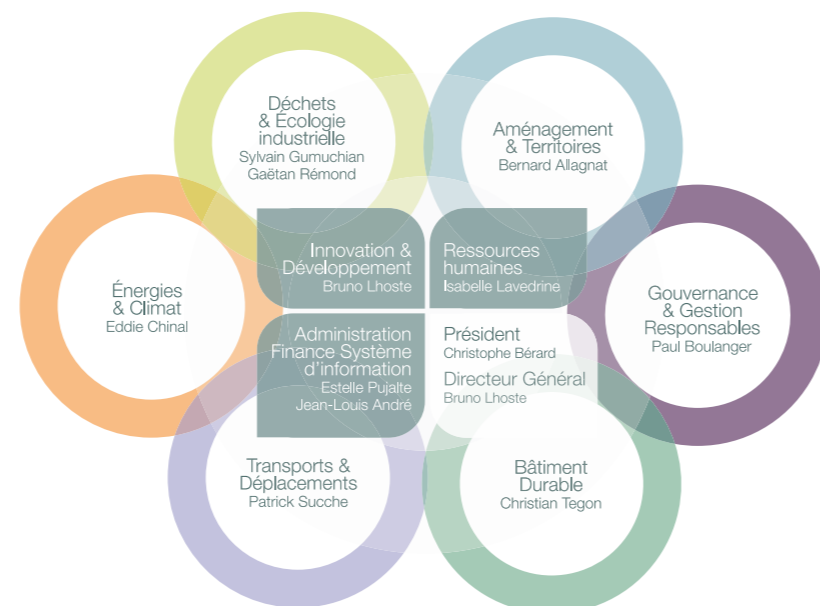 Déchets
& Écologie
industrielle
Sylvain Gumuchian
Gaëtan Rémond
Aménagement
& Territoires
Bernard Allagnat
Énergies
& Climat
Eddie Chinal
Innovation &
Développement
Bruno Lhoste
Ressources
humaines
Isabelle Lavedrine
Gouvernance
& Gestion
Responsables
Paul Boulanger
Administration
Finance Système
d'information
Estelle Pujalte
Jean-Louis André
Président
Christophe Bérard
Directeur Général
Bruno Lhoste
Transports &
Déplacements
Patrick Sucche
Bâtiment
Durable
Christian Tegon